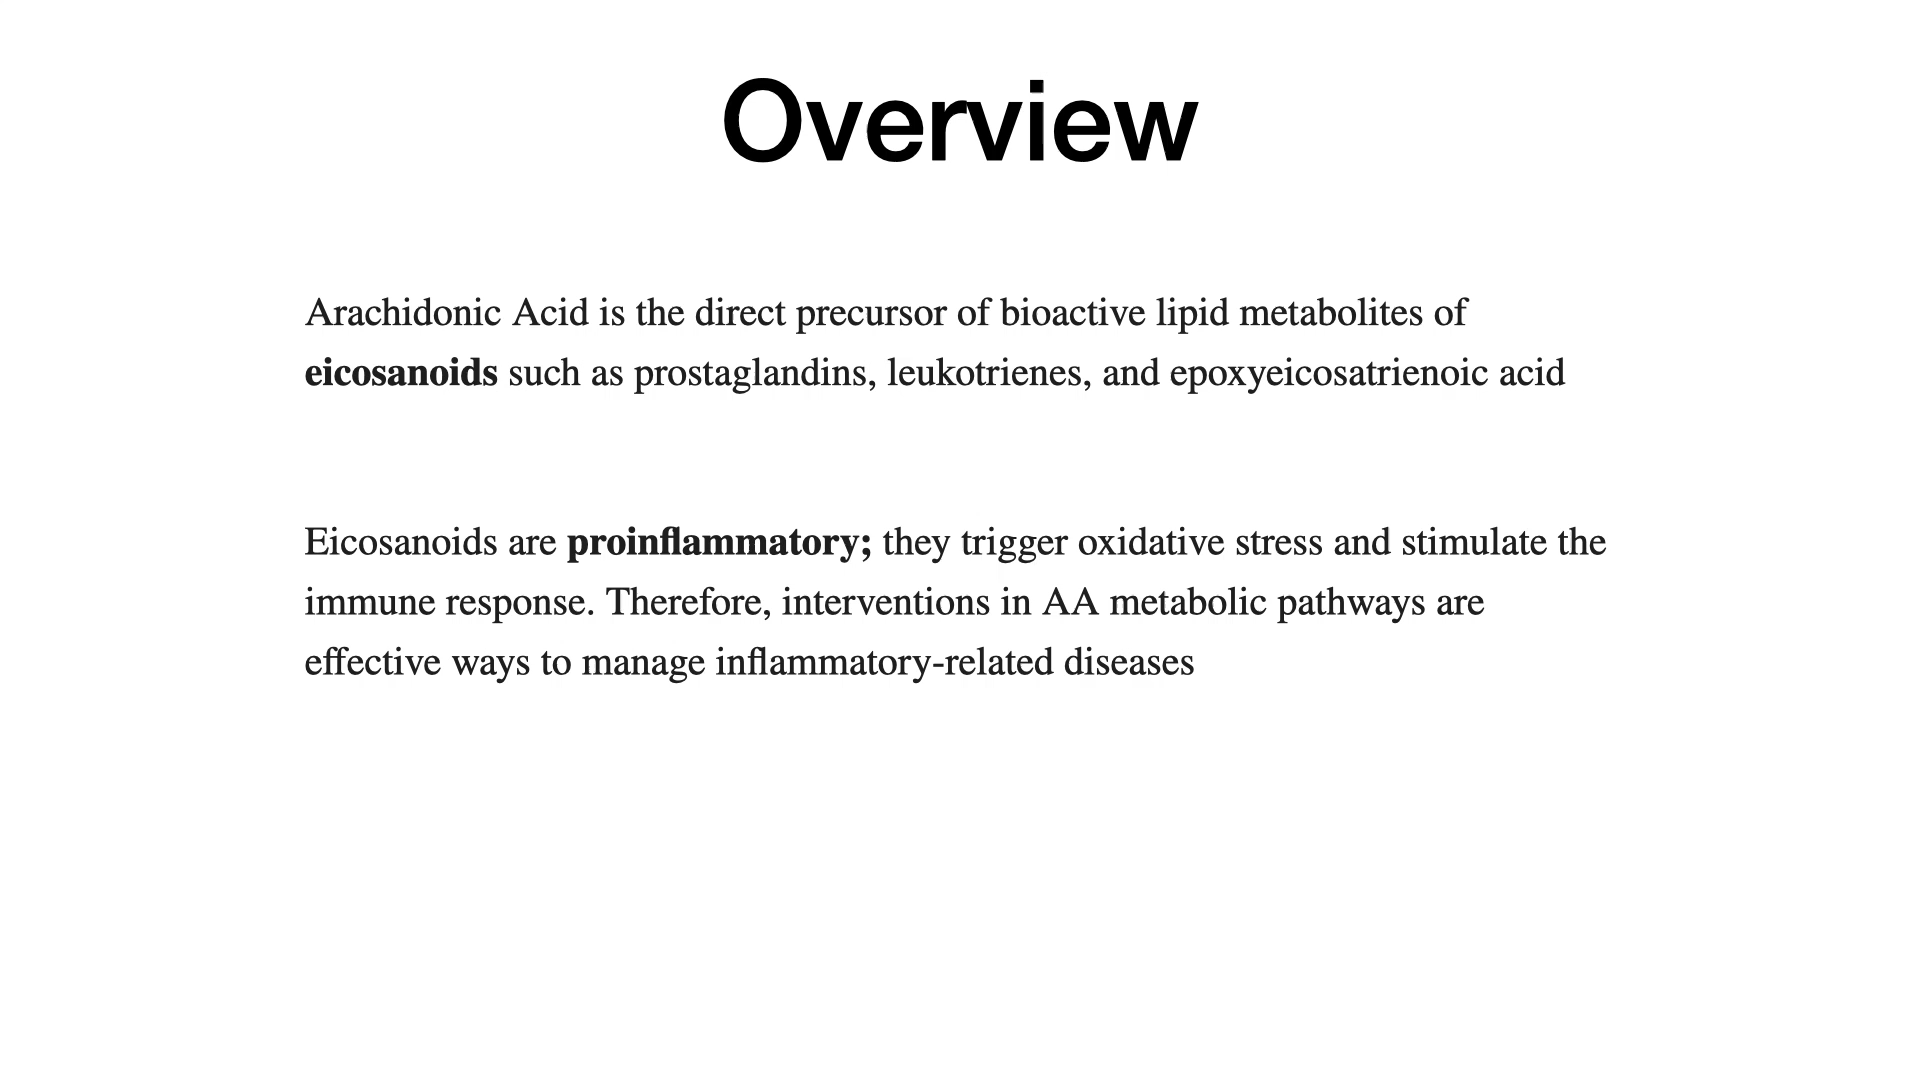 Overview
Arachidonic Acid is the direct precursor of bioactive lipid metabolites of
eicosanoids such as prostaglandins, leukotrienes, and epoxyeicosatrienoic acid
Eicosanoids are proinflammatory; they trigger oxidative stress and stimulate the
immune response. Therefore, interventions in AA metabolic pathways are
effective ways to manage inflammatory-related diseases